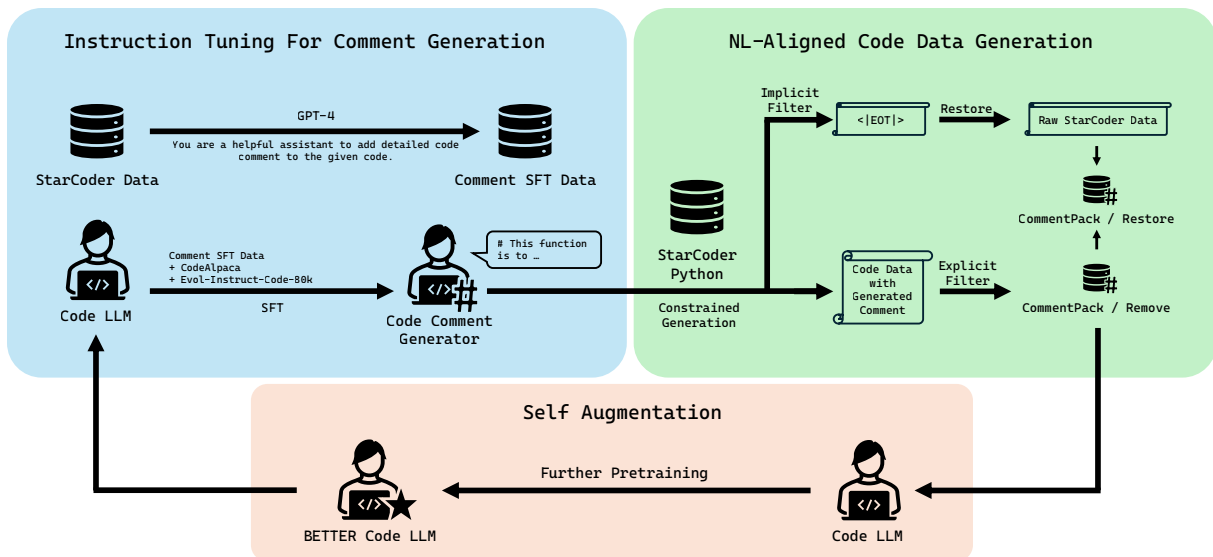 Instruction Tuning For Comment Generation
GPT-4
You are a helpful assistant to add detailed code
comment to the given code.
StarCoder Data
Comment SFT Data
Comment SFT Data
+ CodeAlpaca
+ Evol-Instruct-Code-80k
SFT
# This function
is to …
</>
</>
#
Code LLM
Code Comment
Generator
NL-Aligned Code Data Generation
Implicit
Filter
<|EOT|>
Restore
Raw StarCoder Data
#
CommentPack / Restore
StarCoder
Python
Constrained
Generation
Code Data
with
Generated
Comment
Explicit
Filter
#
CommentPack / Remove
Self Augmentation
Further Pretraining
</>
</>
BETTER Code LLM
Code LLM